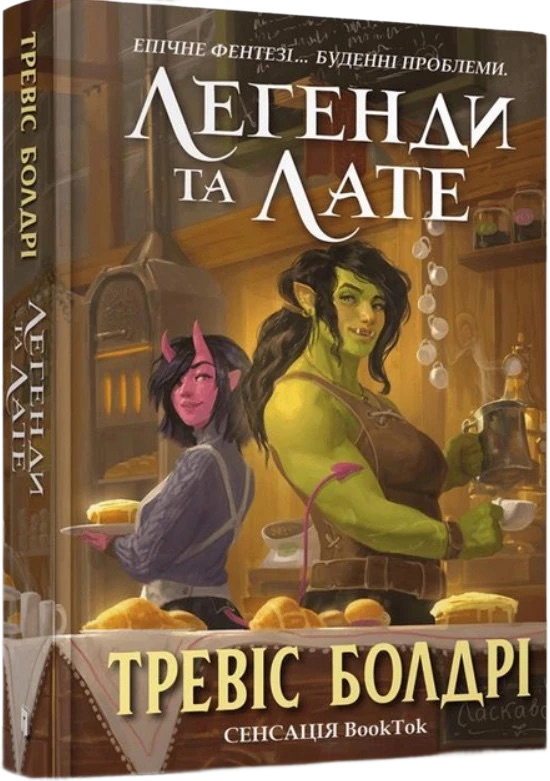 ЕПІЧНЕ ФЕНТЕЗІ... БУДЕННІ ПРОБЛЕМИ.
ЛЕГЕНДИ
ТА ЛАТЕ
ТРЕВІС БОЛДРІ
СЕНСАЦІЯ BookTok
ТРЕВІС БОЛДРІ
ЛЕГЕНДИ
ТА ЛАТЕ